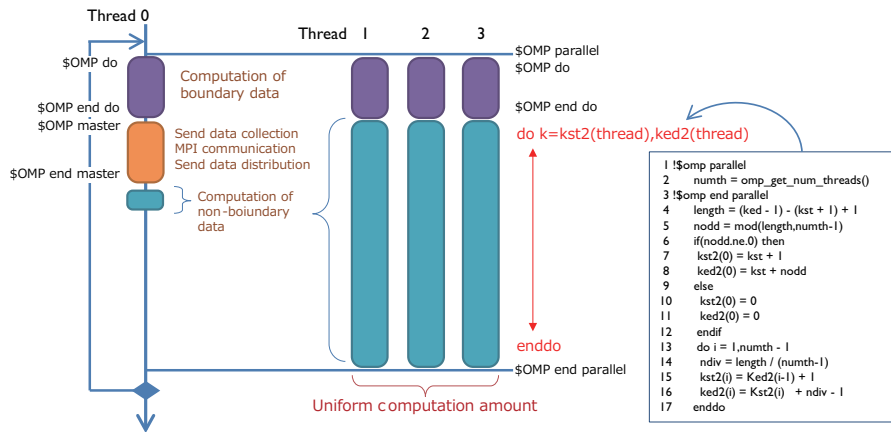 Thread 0
Thread 1 2 3
$OMP parallel
$OMP do
$OMP do
Computation of
boundary data
$OMP end do
$OMP end do
$OMP master
Send data collection
MPI communication
Send data distribution
$OMP end master
Computation of
non-boiundary
data
do k=kst2(thread),ked2(thread)
enddo
$OMP end parallel
Uniform computation amount
1 !$omp parallel
2 numth = omp_get_num_threads()
3 !$omp end parallel
4 length = (ked - 1) - (kst + 1) + 1
5 nodd = mod(length,numth-1)
6 if(nodd.ne.0) then
7 kst2(0) = kst + 1
8 ked2(0) = kst + nodd
9 else
10 kst2(0) = 0
11 ked2(0) = 0
12 endif
13 do i = 1,numth - 1
14 ndiv = length / (numth-1)
15 kst2(i) = Ked2(i-1) + 1
16 ked2(i) = Kst2(i) + ndiv - 1
17 enddo